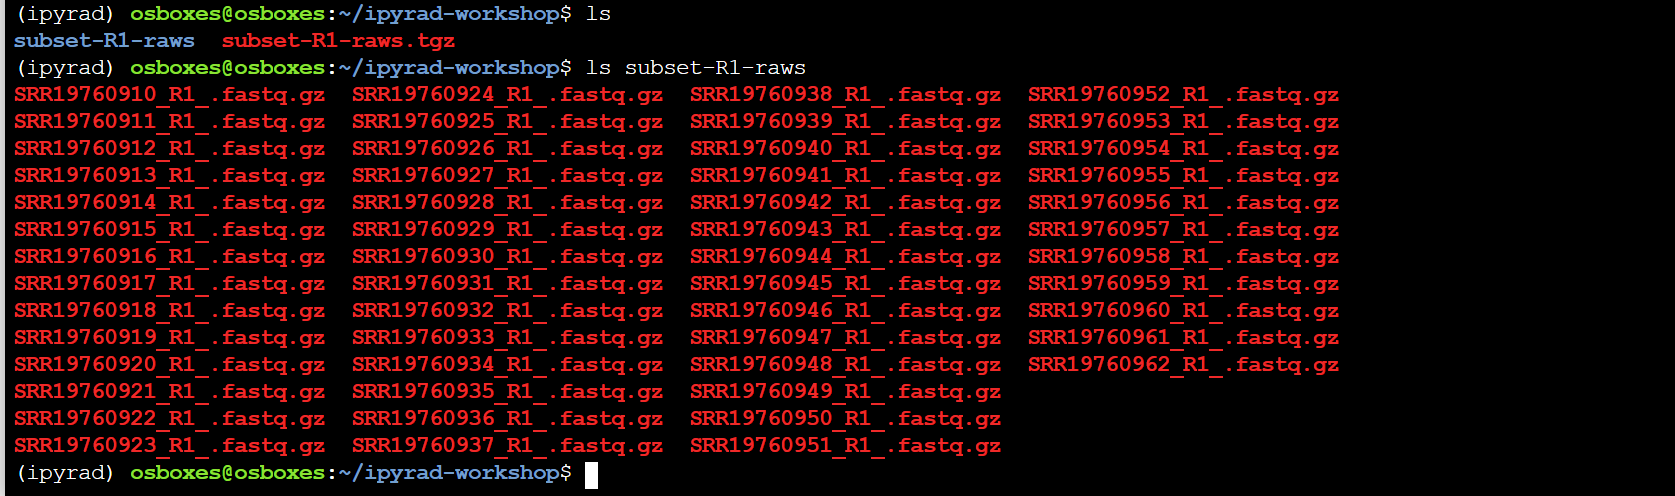 (ipyrad) osboxes@osboxes:~/ipyrad-workshop$ ls
subset-R1-raws  subset-R1-raws.tgz
(ipyrad) osboxes@osboxes:~/ipyrad-workshop$ ls subset-R1-raws
SRR19760910_R1_.fastq.gz  SRR19760924_R1_.fastq.gz  SRR19760938_R1_.fastq.gz  SRR19760952_R1_.fastq.gz
SRR19760911_R1_.fastq.gz  SRR19760925_R1_.fastq.gz  SRR19760939_R1_.fastq.gz  SRR19760953_R1_.fastq.gz
SRR19760912_R1_.fastq.gz  SRR19760926_R1_.fastq.gz  SRR19760940_R1_.fastq.gz  SRR19760954_R1_.fastq.gz
SRR19760913_R1_.fastq.gz  SRR19760927_R1_.fastq.gz  SRR19760941_R1_.fastq.gz  SRR19760955_R1_.fastq.gz
SRR19760914_R1_.fastq.gz  SRR19760928_R1_.fastq.gz  SRR19760942_R1_.fastq.gz  SRR19760956_R1_.fastq.gz
SRR19760915_R1_.fastq.gz  SRR19760929_R1_.fastq.gz  SRR19760943_R1_.fastq.gz  SRR19760957_R1_.fastq.gz
SRR19760916_R1_.fastq.gz  SRR19760930_R1_.fastq.gz  SRR19760944_R1_.fastq.gz  SRR19760958_R1_.fastq.gz
SRR19760917_R1_.fastq.gz  SRR19760931_R1_.fastq.gz  SRR19760945_R1_.fastq.gz  SRR19760959_R1_.fastq.gz
SRR19760918_R1_.fastq.gz  SRR19760932_R1_.fastq.gz  SRR19760946_R1_.fastq.gz  SRR19760960_R1_.fastq.gz
SRR19760919_R1_.fastq.gz  SRR19760933_R1_.fastq.gz  SRR19760947_R1_.fastq.gz  SRR19760961_R1_.fastq.gz
SRR19760920_R1_.fastq.gz  SRR19760934_R1_.fastq.gz  SRR19760948_R1_.fastq.gz  SRR19760962_R1_.fastq.gz
SRR19760921_R1_.fastq.gz  SRR19760935_R1_.fastq.gz  SRR19760949_R1_.fastq.gz
SRR19760922_R1_.fastq.gz  SRR19760936_R1_.fastq.gz  SRR19760950_R1_.fastq.gz
SRR19760923_R1_.fastq.gz  SRR19760937_R1_.fastq.gz  SRR19760951_R1_.fastq.gz
(ipyrad) osboxes@osboxes:~/ipyrad-workshop$